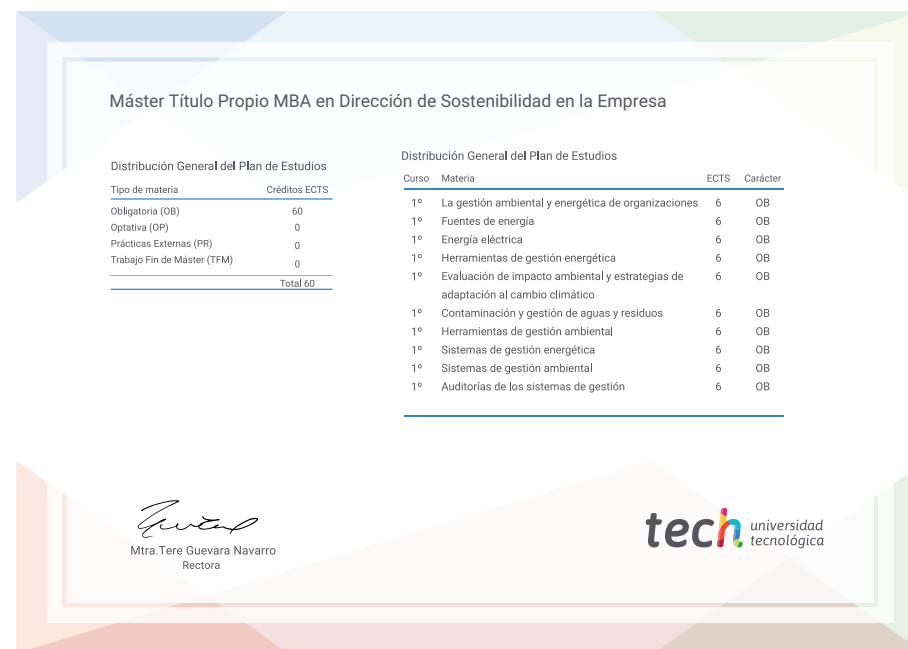 Máster Título Propio MBA en Dirección de Sostenibilidad en la Empresa
Distribución General del Plan de Estudios
Tipo de materia Créditos ECTS
Obligatoria (OB) 60
Optativa (OP) 0
Prácticas Externas (PR) 0
Trabajo Fin de Máster (TFM) 0
Total 60
Distribución General del Plan de Estudios
Curso Materia ECTS Carácter
1º La gestión ambiental y energética de organizaciones 6 OB
1º Fuentes de energía 6 OB
1º Energía eléctrica 6 OB
1º Herramientas de gestión energética 6 OB
1º Evaluación de impacto ambiental y estrategias de 6 OB
adaptación al cambio climático
1º Contaminación y gestión de aguas y residuos 6 OB
1º Herramientas de gestión ambiental 6 OB
1º Sistemas de gestión energética 6 OB
1º Sistemas de gestión ambiental 6 OB
1º Auditorías de los sistemas de gestión 6 OB
Mtra.Tere Guevara Navarro
Rectora
tech universidad
tecnológica